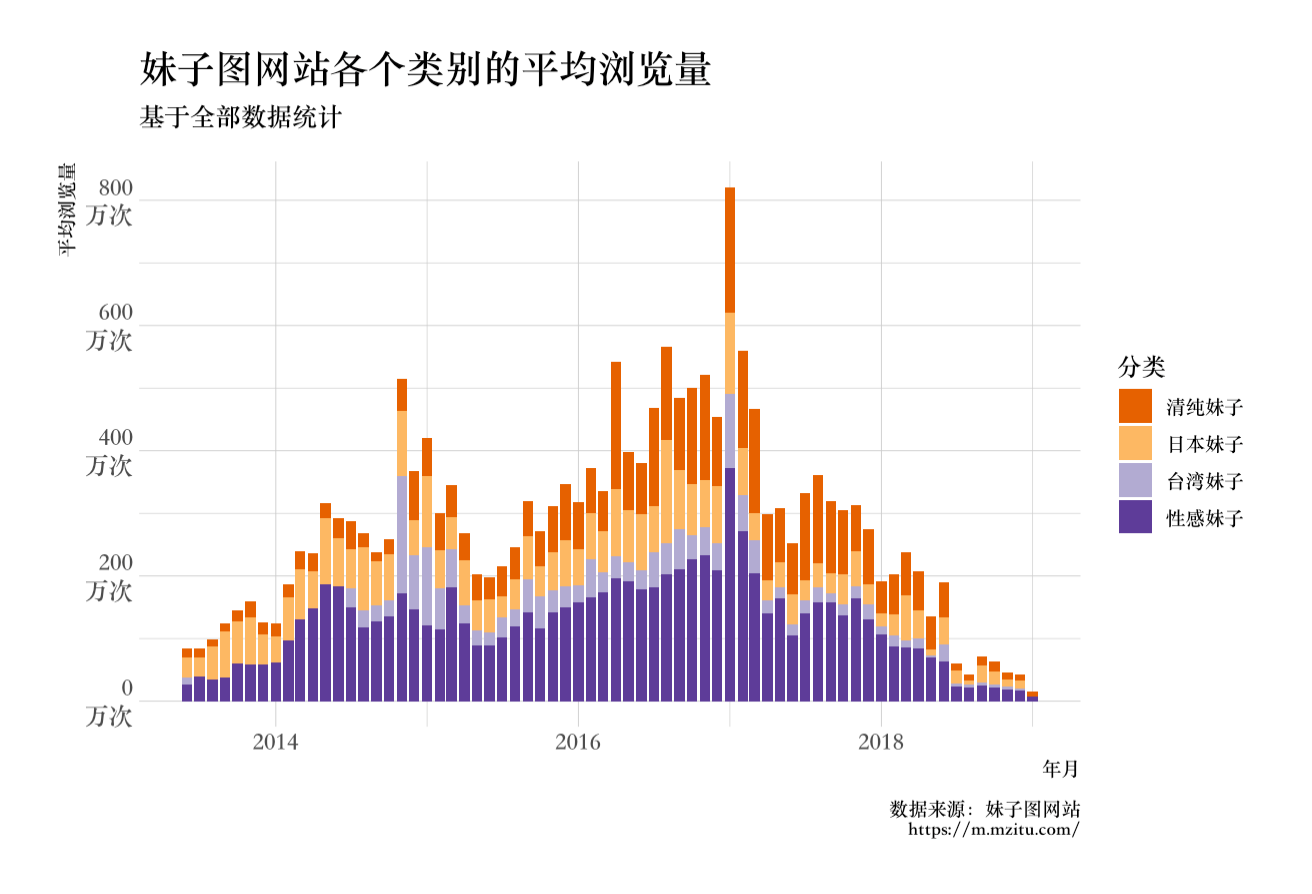 妹子图网站各个类别的平均浏览量
基于全部数据统计
平均浏览量
800
万次
600
万次
400
万次
200
万次
0
万次
2014
2016
2018
年月
分类
清纯妹子
日本妹子
台湾妹子
性感妹子
数据来源：妹子图网站
https://m.mzitu.com/